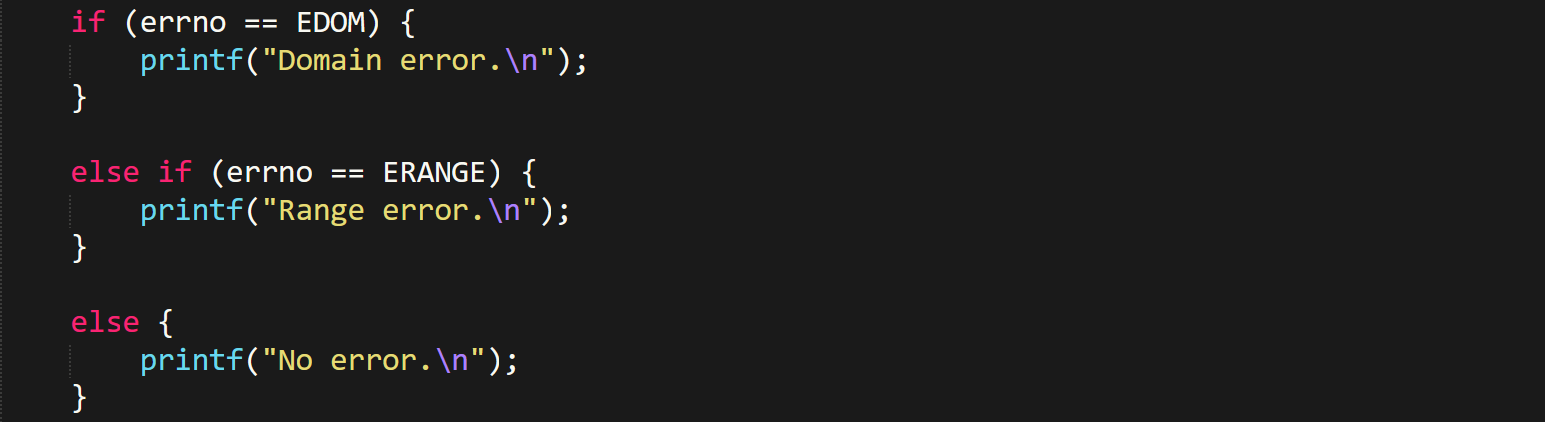 if (errno == EDOM) {
    printf("Domain error.\n");
}
else if (errno == ERANGE) {
    printf("Range error.\n");
}
else {
    printf("No error.\n");
}